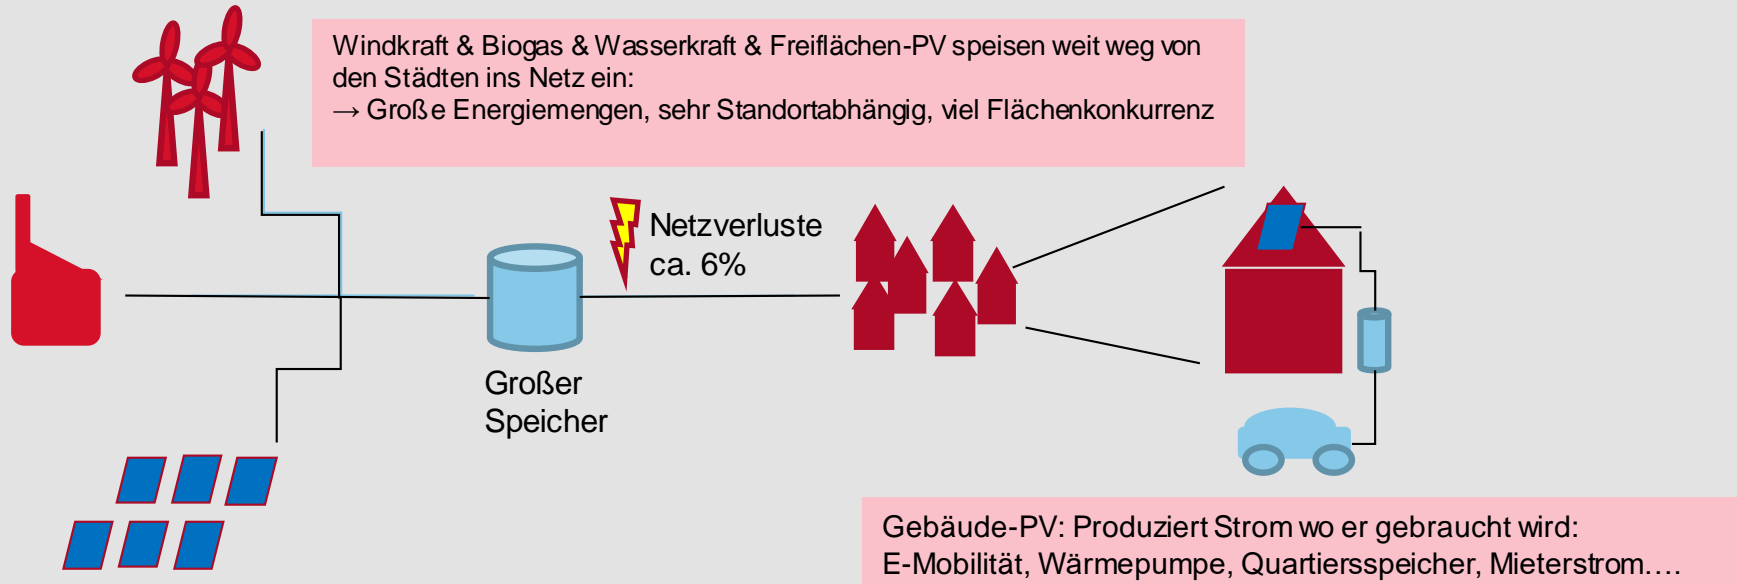 Windkraft & Biogas & Wasserkraft & Freiflächen-PV speisen weit weg von
den Städten ins Netz ein:
→ Große Energiemengen, sehr Standortabhängig, viel Flächenkonkurrenz
Netzverluste
ca. 6%
Großer
Speicher
Gebäude-PV: Produziert Strom wo er gebraucht wird:
E-Mobilität, Wärmepumpe, Quartiersspeicher, Mieterstrom….